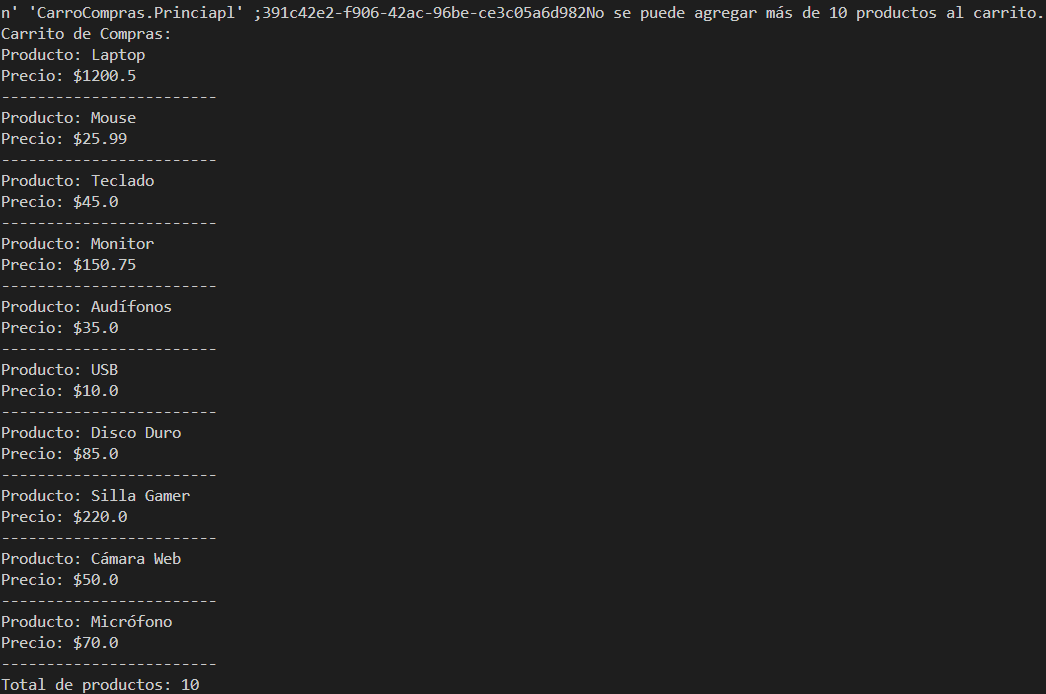 n' 'CarroCompras.Princiapl' ;391c42e2-f906-42ac-96be-ce3c05a6d982No se puede agregar más de 10 productos al carrito.
Carrito de Compras:
Producto: Laptop
Precio: $1200.5
------------------------
Producto: Mouse
Precio: $25.99
------------------------
Producto: Teclado
Precio: $45.0
------------------------
Producto: Monitor
Precio: $150.75
------------------------
Producto: Audífonos
Precio: $35.0
------------------------
Producto: USB
Precio: $10.0
------------------------
Producto: Disco Duro
Precio: $85.0
------------------------
Producto: Silla Gamer
Precio: $220.0
------------------------
Producto: Cámara Web
Precio: $50.0
------------------------
Producto: Micrófono
Precio: $70.0
------------------------
Total de productos: 10